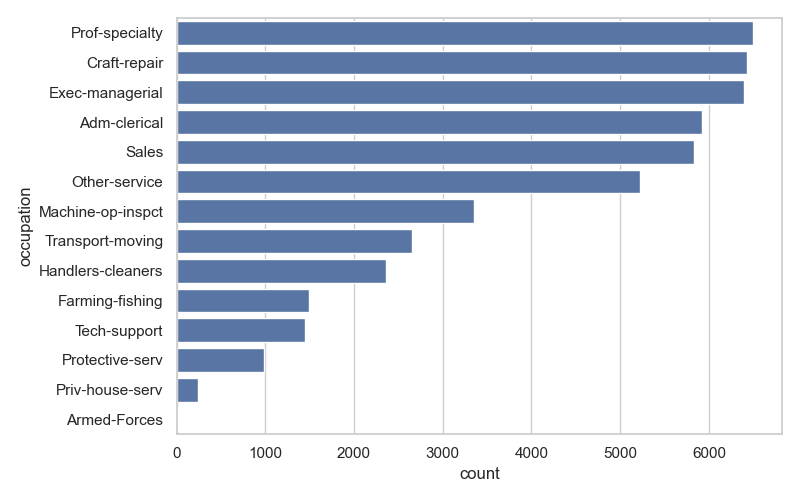 Prof-specialty
Craft-repair
Exec-managerial
Adm-clerical
Sales
Other-service
Machine-op-inspct
Transport-moving
Handlers-cleaners
Farming-fishing
Tech-support
Protective-serv
Priv-house-serv
Armed-Forces
occupation
0 1000 2000 3000 4000 5000 6000
count